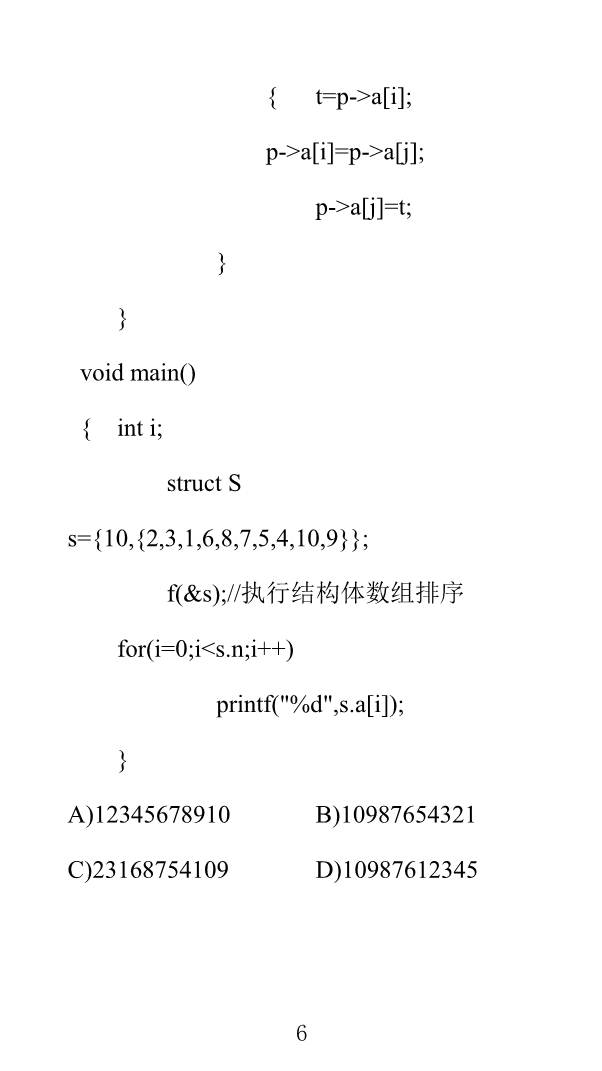 { t=p->a[i];
p->a[i]=p->a[j];
p->a[j]=t;
}
}
void main()
{ int i;
struct S
s={10,{2,3,1,6,8,7,5,4,10,9}};
f(&s);//执行结构体数组排序
for(i=0;i<s.n;i++)
printf("%d",s.a[i]);
}
A)12345678910 B)10987654321
C)23168754109 D)10987612345
6